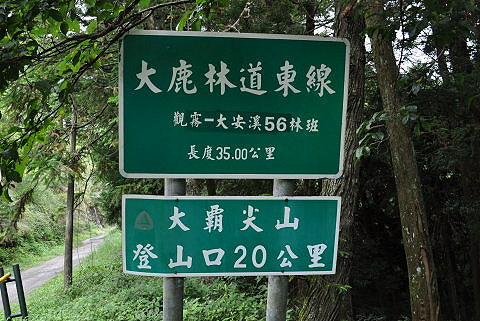 大鹿林道東線
觀霧－大安溪56林班
長度35.00公里
大霸尖山
登山口20公里